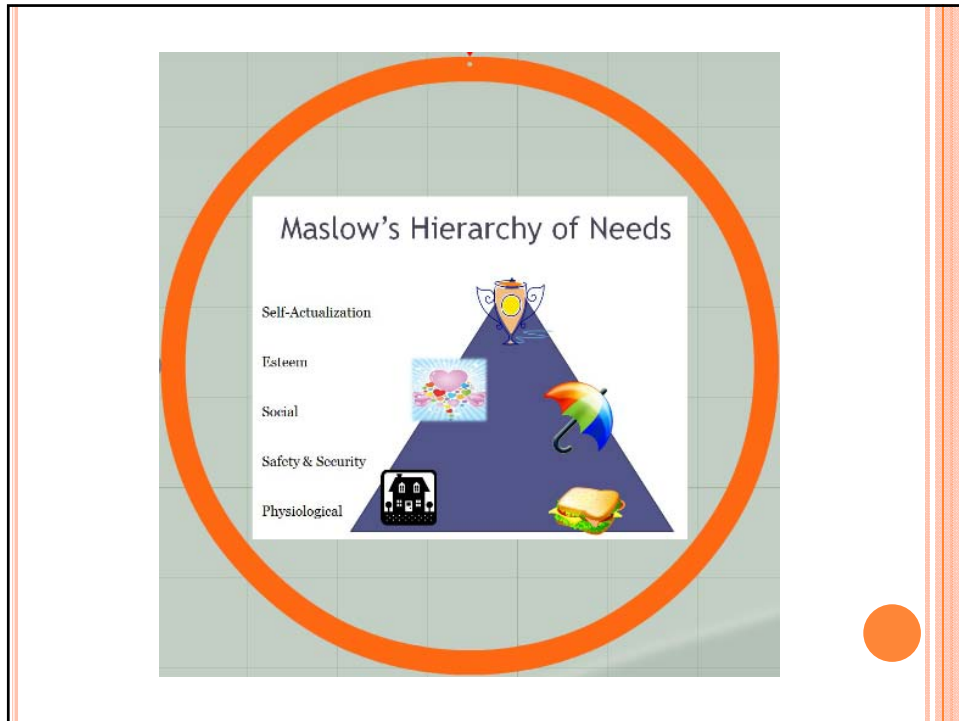 Maslow's Hierarchy of Needs
Self-Actualization
Esteem
Social
Safety & Security
Physiological